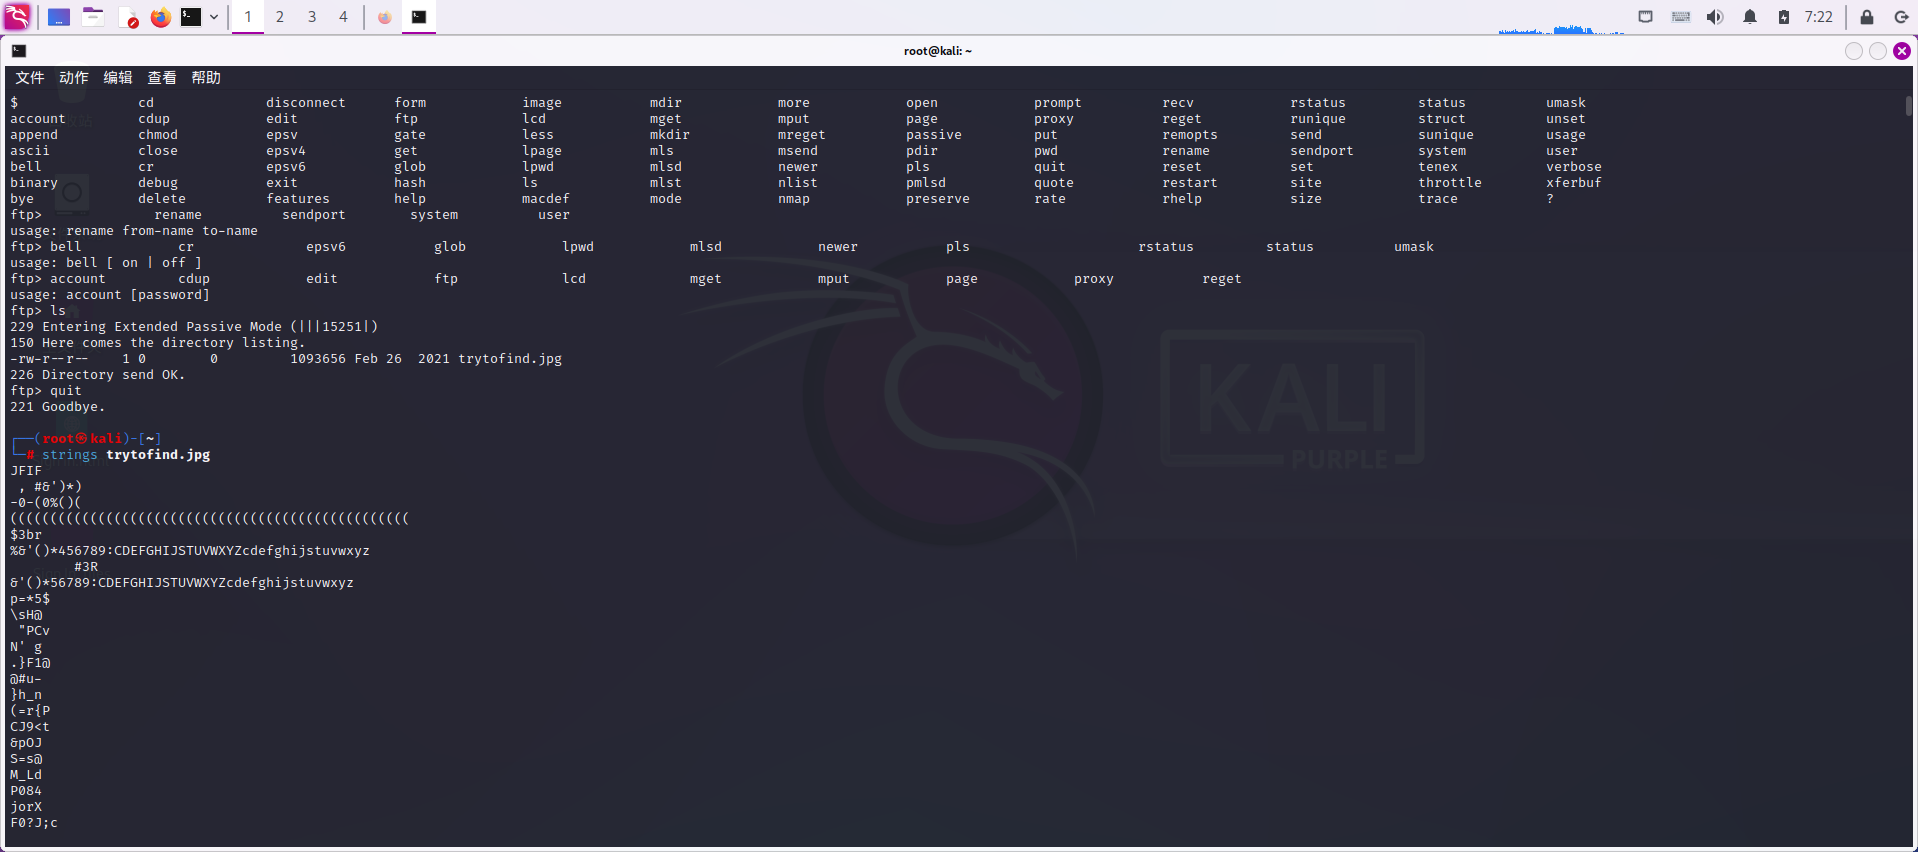 1 2 3 4 7:22
root@kali: ~
文件 动作 编辑 查看 帮助
$ cd disconnect form image mdir more open prompt recv rstatus status umask
account cdup edit ftp lcd mget mput page proxy reget runique struct unset
append chmod epsv gate less mkdir mreget passive put remopts send sunique usage
ascii close epsv4 get lpage mls msend pdir pwd rename sendport system user
bell cr epsv6 glob lpwd mlsd newer pls quit reset set tenex verbose
binary debug exit hash ls mlst nlist pmlsd quote restart site throttle xferbuf
bye delete features help macdef mode nmap preserve rate rhelp size trace ?
ftp> rename sendport system user
usage: rename from-name to-name
ftp> bell cr epsv6 glob lpwd mlsd newer pls rstatus status umask
usage: bell [ on | off ]
ftp> account cdup edit ftp lcd mget mput page proxy reget
usage: account [password]
ftp> ls
229 Entering Extended Passive Mode (|||15251|)
150 Here comes the directory listing.
-rw-r--r-- 1 0 0 1093656 Feb 26 2021 trytofind.jpg
226 Directory send OK.
ftp> quit
221 Goodbye.
┌──(root㉿kali)-[~]
└─# strings trytofind.jpg
JFIF
, #&')*)
-0-(0%()(
((((((((((((((((((((((((((((((((((((((((((((((((((
$3br
%&'()*456789:CDEFGHIJSTUVWXYZcdefghijstuvwxyz
#3R
&'()*56789:CDEFGHIJSTUVWXYZcdefghijstuvwxyz
p=*5$
\sH@
"PCv
N' g
.}F1@
@#u-
}h_n
(=r{P
CJ9<t
&pOJ
S=s@
M_Ld
P084
jorX
F0?J;c
KALI
PURPLE